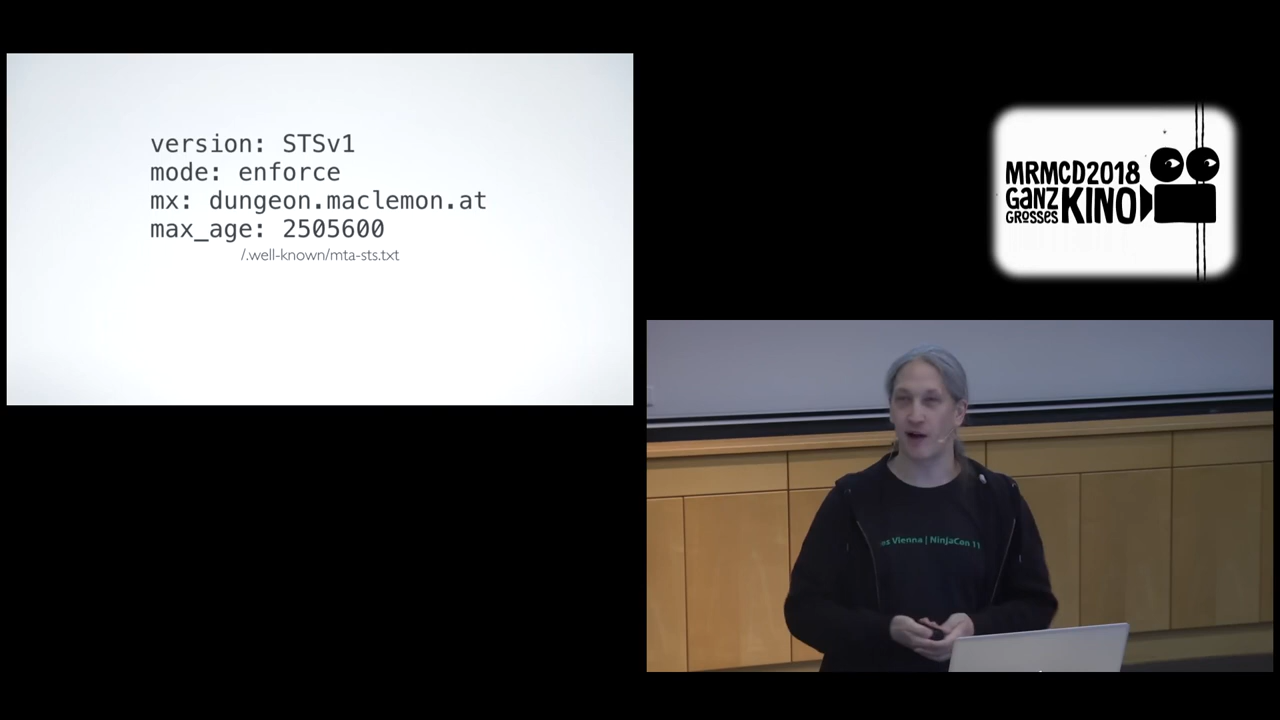 version: STSv1
mode: enforce
mx: dungeon.maclemon.at
max_age: 2505600
/.well-known/mta-sts.txt
MRMCD2018
GANZ
GROSSES
KINO
Vienna | NinjaCon 11